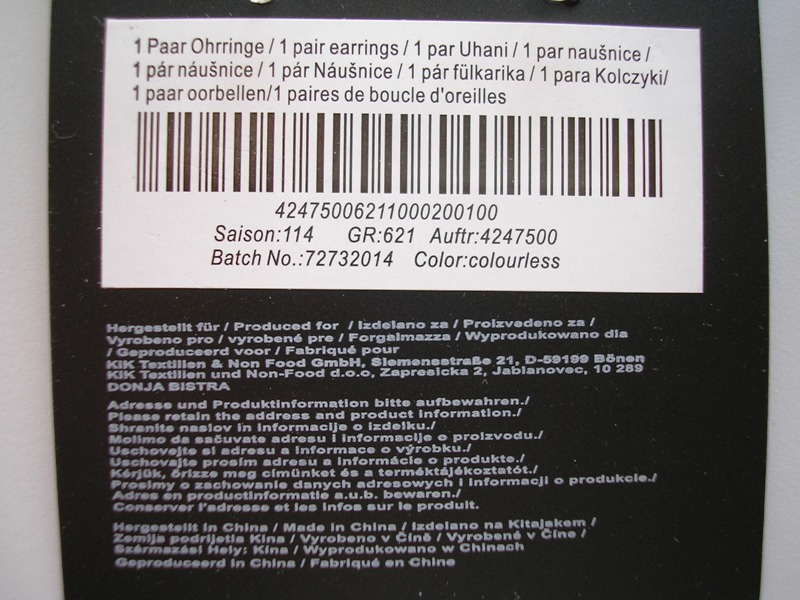 1 Paar Ohrringe / 1 pair earrings / 1 par Uhani / 1 par naušnice /
1 pár náušnice / 1 pár Náušnice / 1 pár fülkarika / 1 para Kolczyki/
1 paar oorbellen/1 paires de boucle d'oreilles
42475006211000200100
Saison:114 GR:621 Auftr:4247500
Batch No.:72732014 Color:colourless
Hergestellt für / Produced for / Izdelano za / Proizvedeno za /
Vyrobeno pro / vyrobené pre / Forgalmazza / Wyprodukowano dla
/ Geproduceerd voor / Fabriqué pour
KiK Textilien & Non Food GmbH, Siemensstraße 21, D-59199 Bönen
KiK Textilien und Non-Food d.o.o, Zapresicka 2, Jablanovec, 10 289
DONJA BISTRA
Adresse und Produktinformation bitte aufbewahren./
Please retain the address and product information./
Shranite naslov in informacije o izdelku./
Molimo da sačuvate adresu i informacije o proizvodu./
Uschovejte si adresu a informace o výrobku./
Uschovajte prosím adresu a informácie o produkte./
Kérjük, őrizze meg címünket és a terméktájékoztatót./
Prosimy o zachowanie danych adresowych i informacji o produkcie./
Adres en productinformatie a.u.b. bewaren./
Conserver l'adresse et les infos sur le produit.
Hergestellt in China / Made in China / Izdelano na Kitajskem /
Zemlja podrijetla Kina / Vyrobeno v Číně / Vyrobené v Číne /
Származási Hely: Kína / Wyprodukowano w Chinach
Geproduceerd in China / Fabriqué en Chine